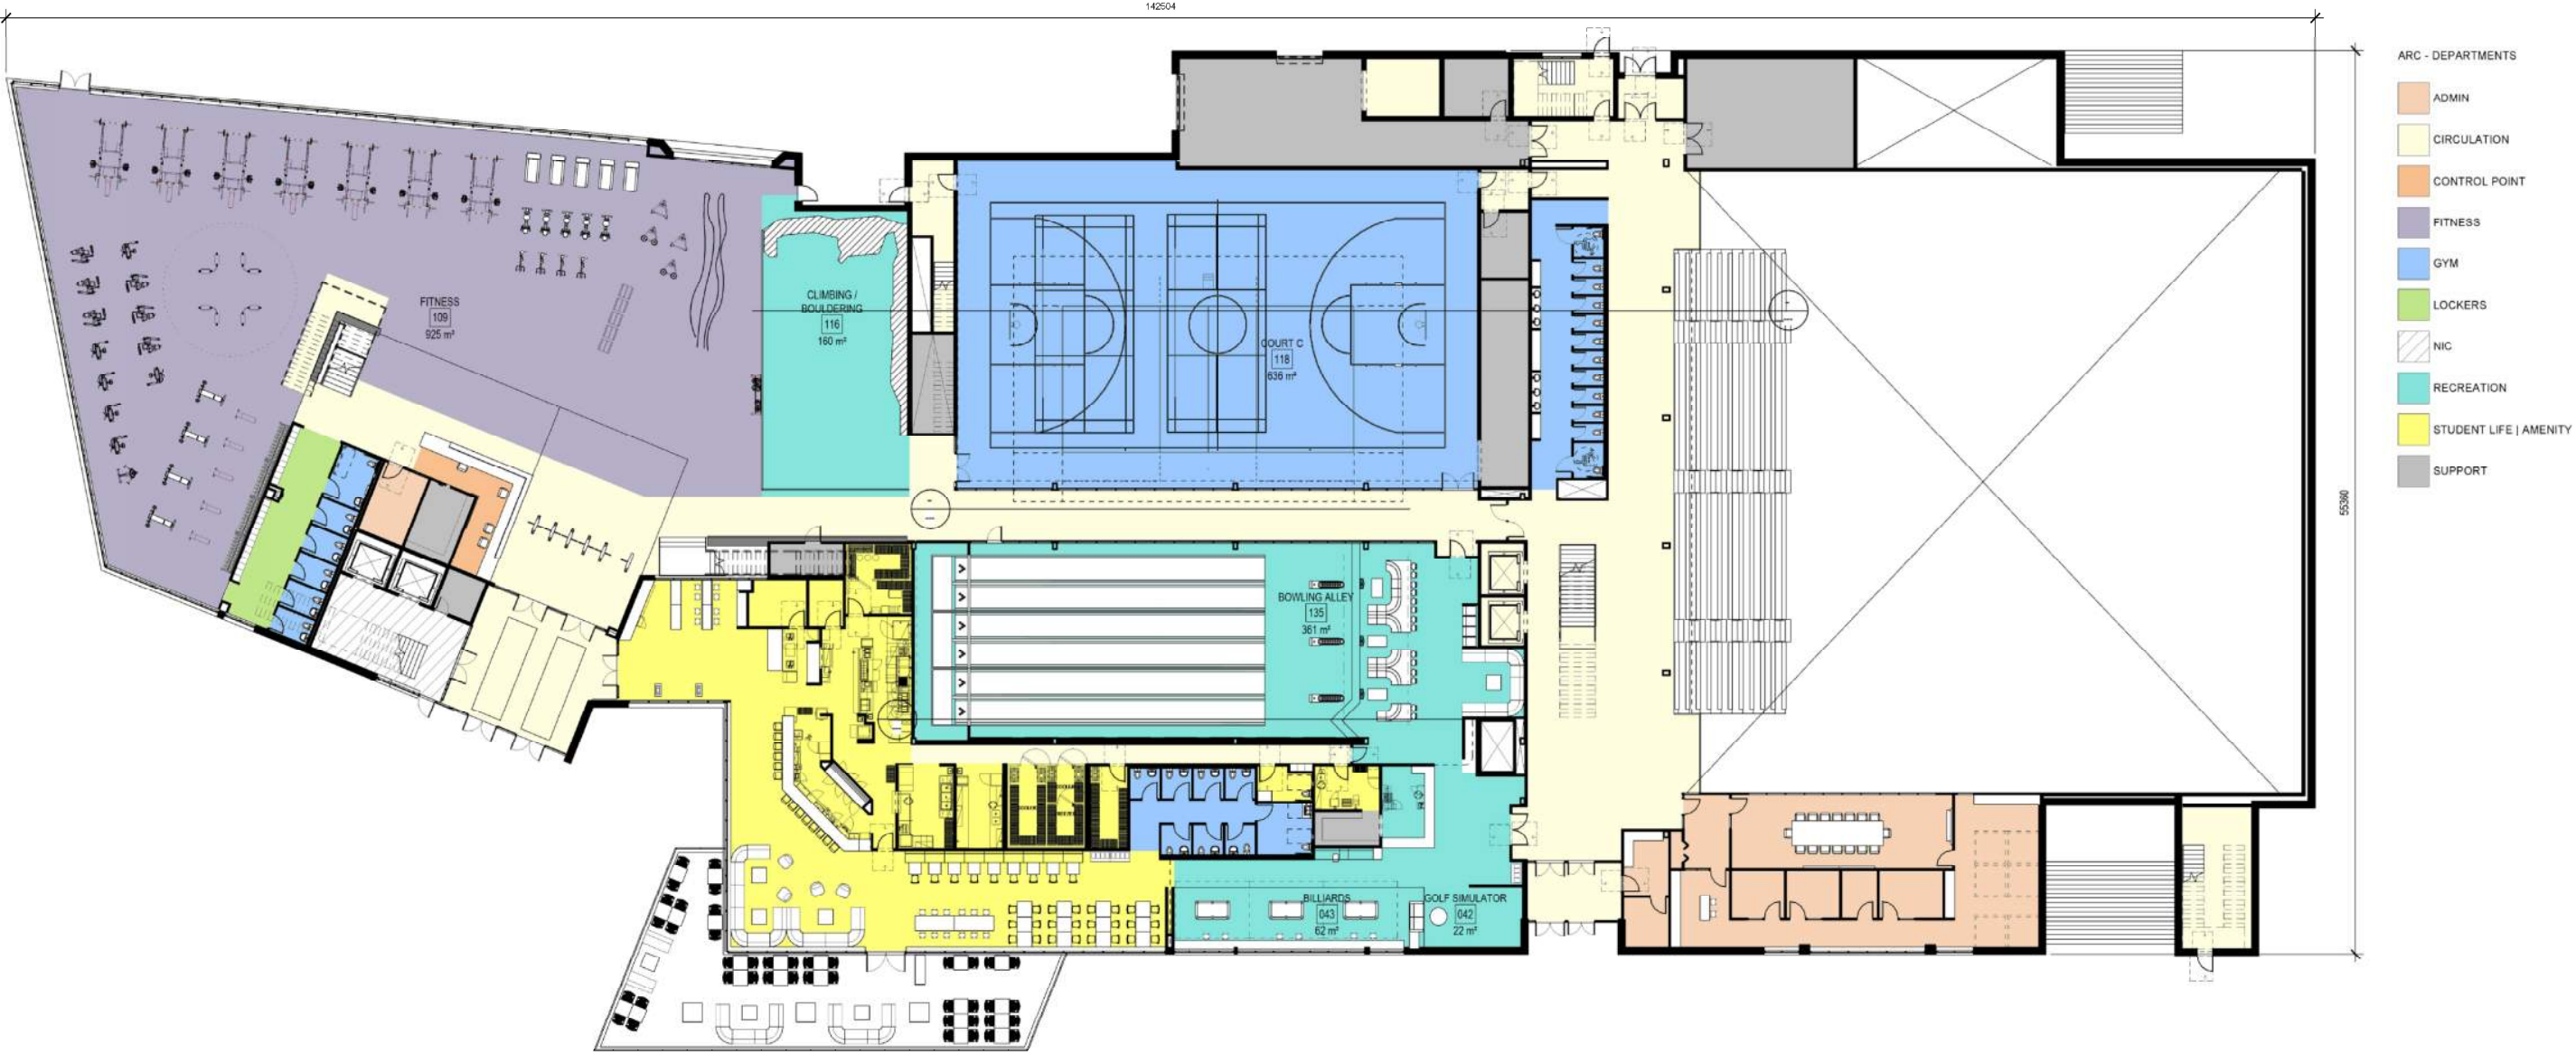 142504
ARC - DEPARTMENTS
ADMIN
CIRCULATION
CONTROL POINT
FITNESS
GYM
LOCKERS
NIC
RECREATION
STUDENT LIFE | AMENITY
SUPPORT
55360
FITNESS
109
925 m²
CLIMBING /
BOULDERING
116
160 m²
COURT C
118
636 m²
BOWLING ALLEY
135
361 m²
BILLIARDS
043
62 m²
GOLF SIMULATOR
042
22 m²